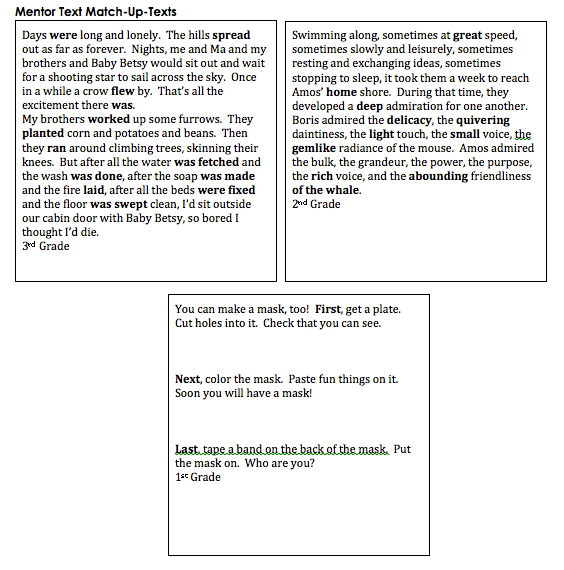 Mentor Text Match-Up-Texts
Days were long and lonely.  The hills spread
out as far as forever.  Nights, me and Ma and my
brothers and Baby Betsy would sit out and wait
for a shooting star to sail across the sky.  Once
in a while a crow flew by.  That's all the
excitement there was.
My brothers worked up some furrows.  They
planted corn and potatoes and beans.  Then
they ran around climbing trees, skinning their
knees.  But after all the water was fetched and
the wash was done, after the soap was made
and the fire laid, after all the beds were fixed
and the floor was swept clean, I'd sit outside
our cabin door with Baby Betsy, so bored I
thought I'd die.
3rd Grade
Swimming along, sometimes at great speed,
sometimes slowly and leisurely, sometimes
resting and exchanging ideas, sometimes
stopping to sleep, it took them a week to reach
Amos' home shore.  During that time, they
developed a deep admiration for one another.
Boris admired the delicacy, the quivering
daintiness, the light touch, the small voice, the
gemlike radiance of the mouse.  Amos admired
the bulk, the grandeur, the power, the purpose,
the rich voice, and the abounding friendliness
of the whale.
2nd Grade
You can make a mask, too!  First, get a plate.
Cut holes into it.  Check that you can see.
Next, color the mask.  Paste fun things on it.
Soon you will have a mask!
Last, tape a band on the back of the mask.  Put
the mask on.  Who are you?
1st Grade